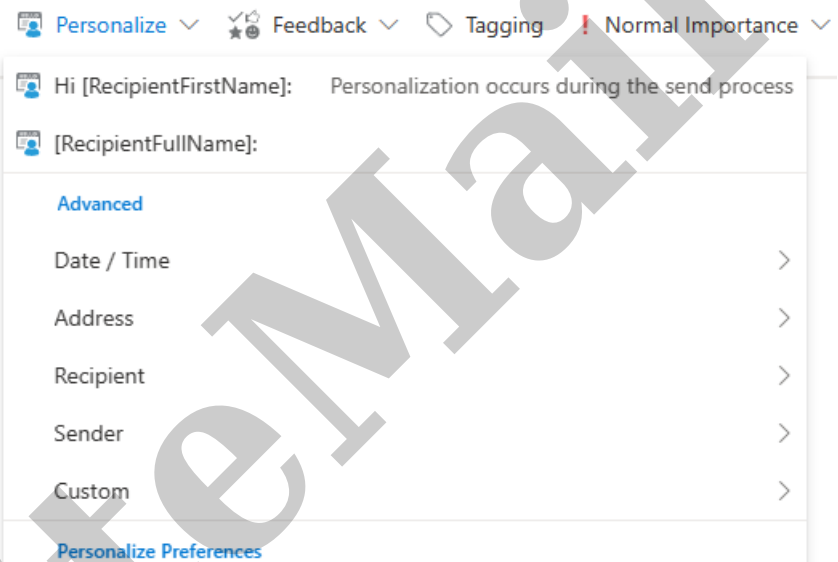 Personalize Feedback Tagging ! Normal Importance
Hi [RecipientFirstName]: Personalization occurs during the send process
[RecipientFullName]:
Advanced
Date / Time
Address
Recipient
Sender
Custom
Personalize Preferences
teMail